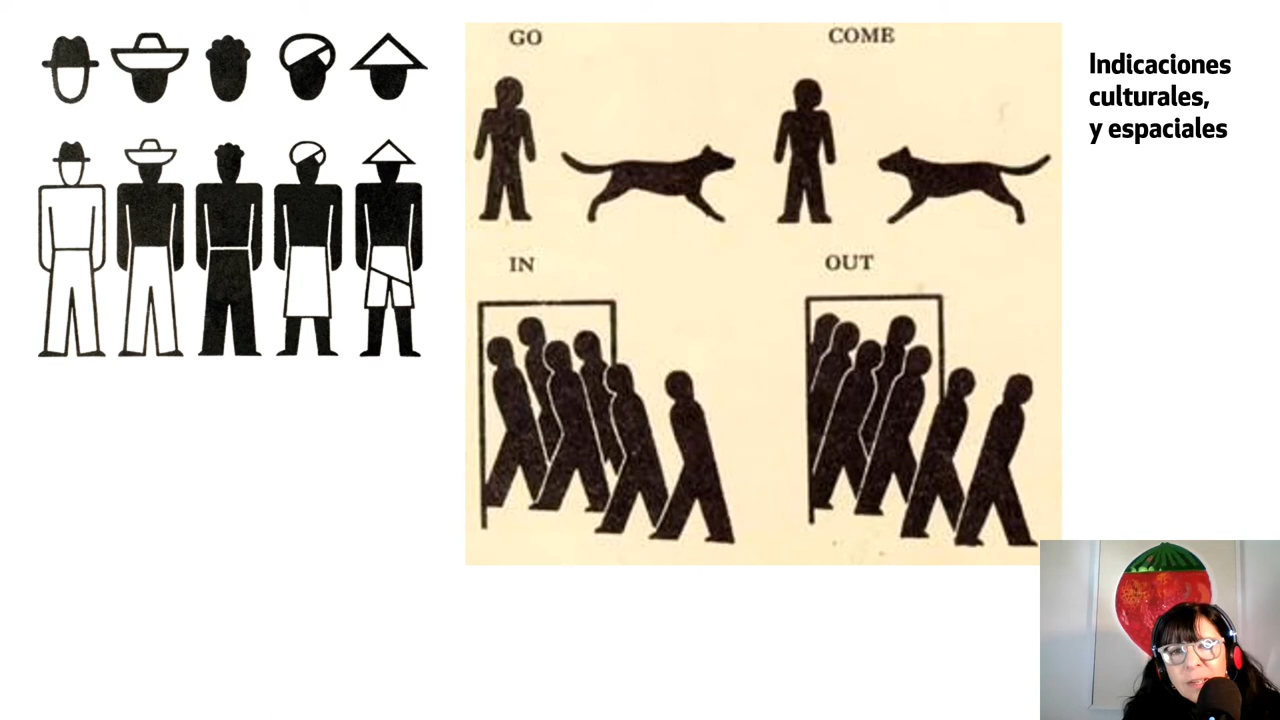 GO
COME
IN
OUT
Indicaciones
culturales,
y espaciales